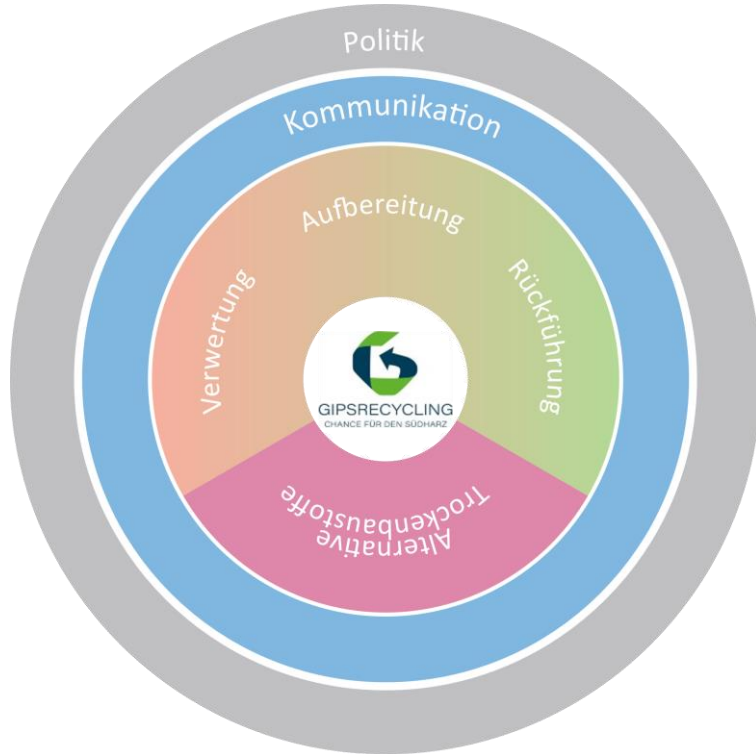 Politik
Kommunikation
Aufbereitung
Verwertung
Rückführung
GIPSRECYCLING
CHANCE FÜR DEN SÜDHARZ
Alternative
Trockenbaustoffe